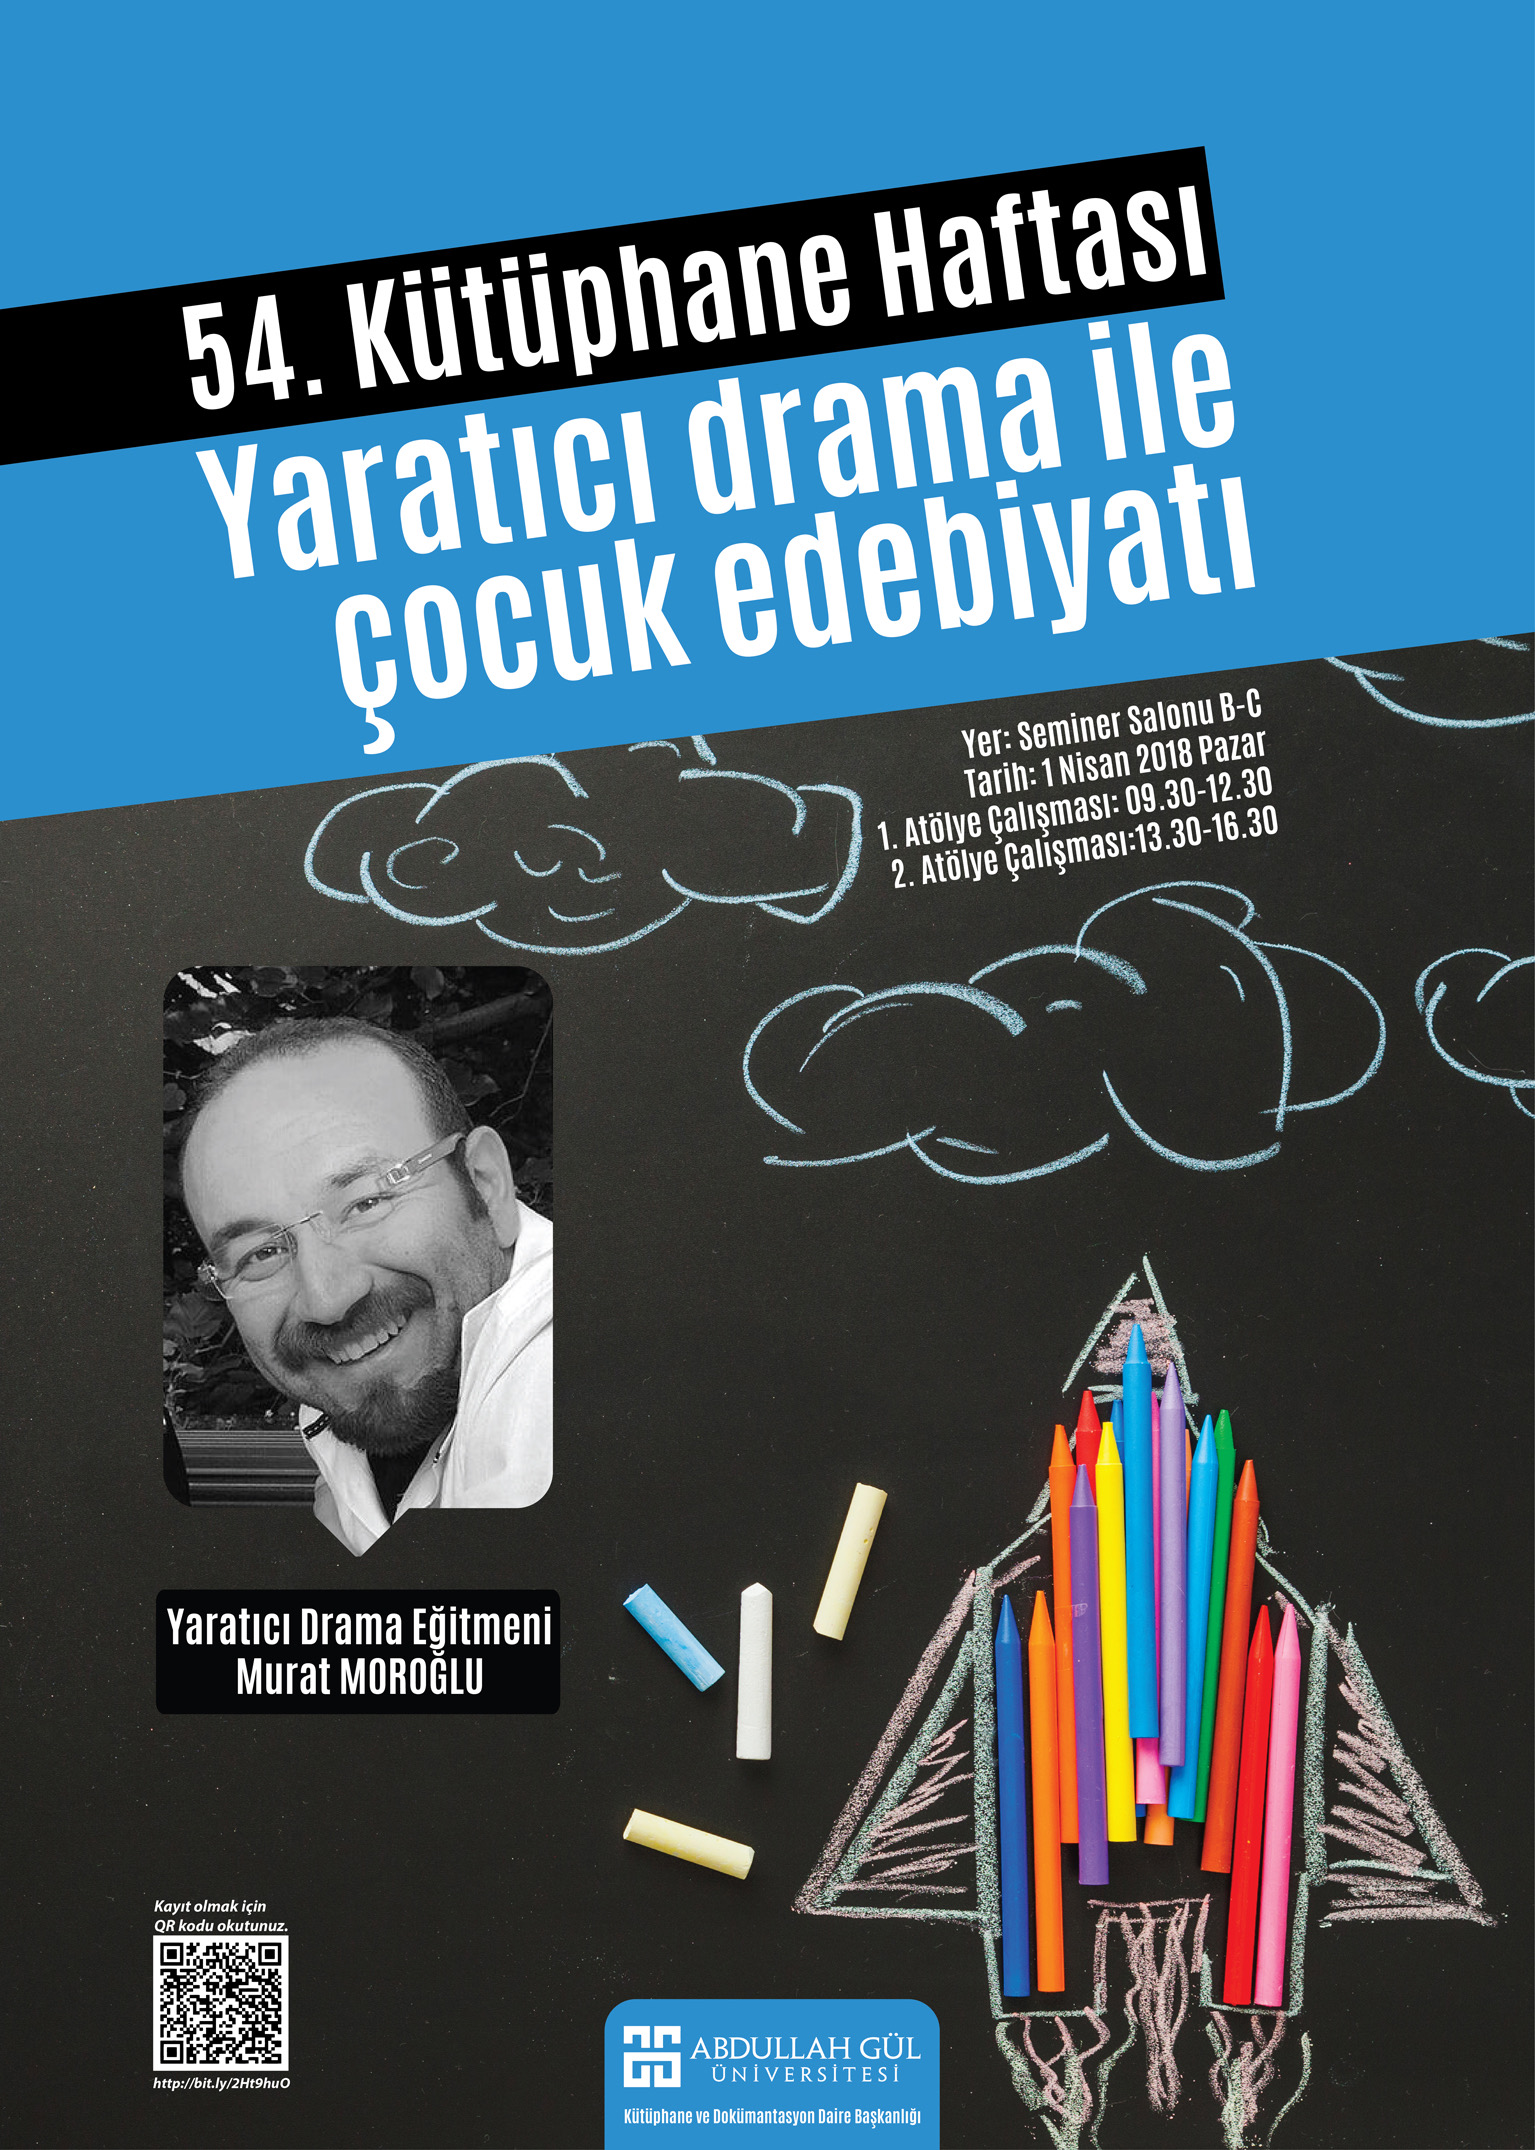 54. Kütüphane Haftası
Yaratıcı drama ile
çocuk edebiyatı
Yer: Seminer Salonu B-C
Tarih: 1 Nisan 2018 Pazar
1. Atölye Çalışması: 09.30-12.30
2. Atölye Çalışması:13.30-16.30
Yaratıcı Drama Eğitmeni
Murat MOROĞLU
Kayıt olmak için
QR kodu okutunuz.
http://bit.ly/2Ht9huO
ABDULLAH GÜL
ÜNİVERSİTESİ
Kütüphane ve Dokümantasyon Daire Başkanlığı